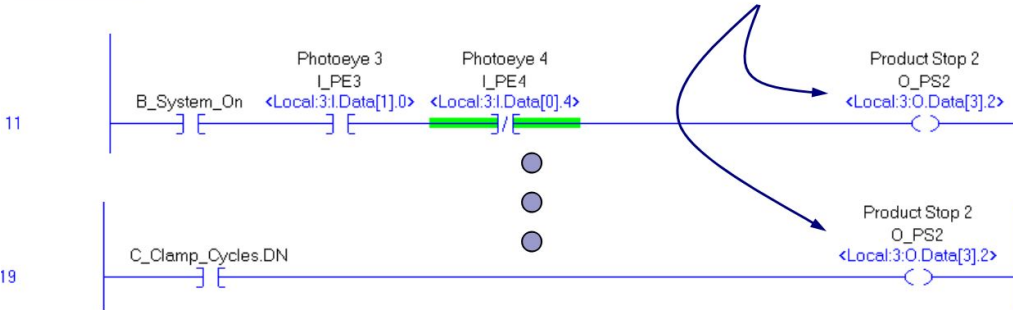 Photoeye 3
I_PE3
<Local:3:I.Data[1].0>
Photoeye 4
I_PE4
<Local:3:I.Data[0].4>
Product Stop 2
O_PS2
<Local:3:O.Data[3].2>
B_System_On
11
Product Stop 2
O_PS2
<Local:3:O.Data[3].2>
C_Clamp_Cycles.DN
19